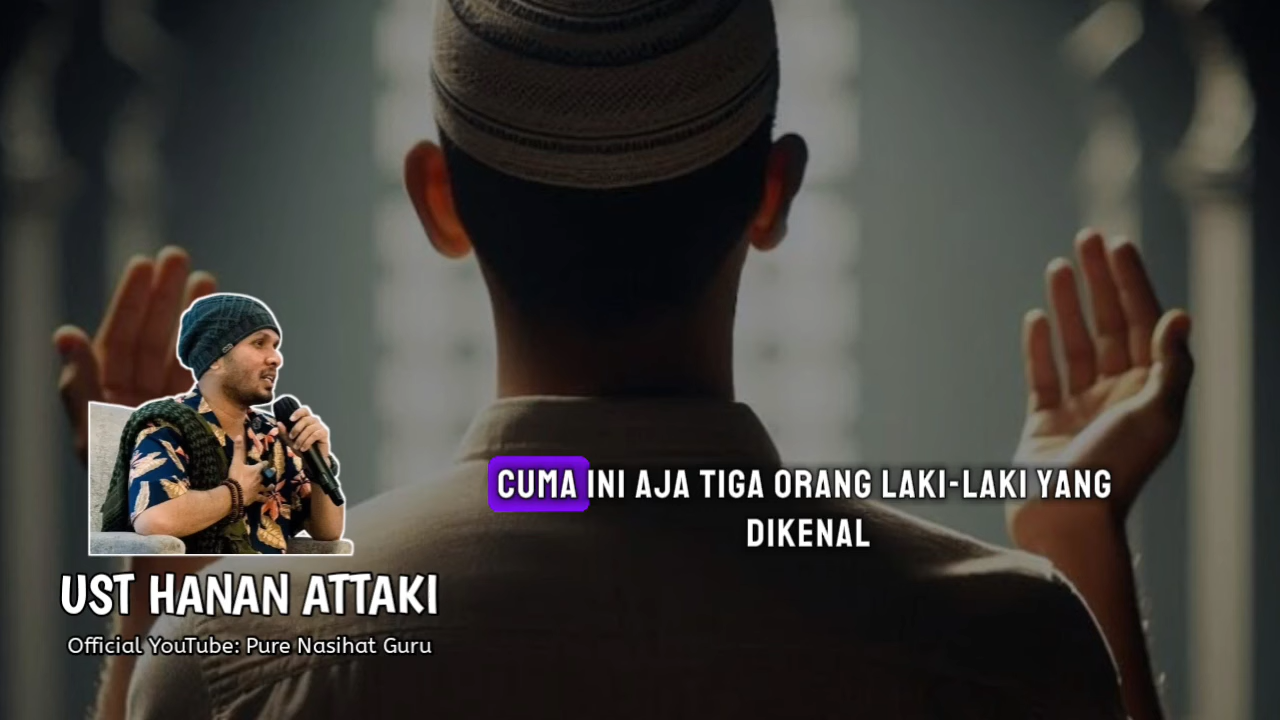 CUMA INI AJA TIGA ORANG LAKI-LAKI YANG
DIKENAL
UST HANAN ATTAKI
Official YouTube: Pure Nasihat Guru